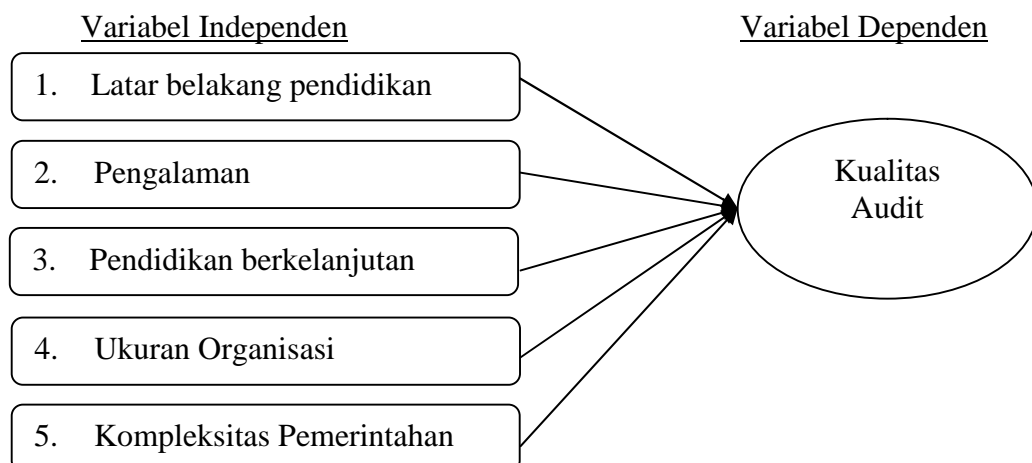 Variabel Independen
Variabel Dependen
1. Latar belakang pendidikan
2. Pengalaman
3. Pendidikan berkelanjutan
4. Ukuran Organisasi
5. Kompleksitas Pemerintahan
Kualitas
Audit